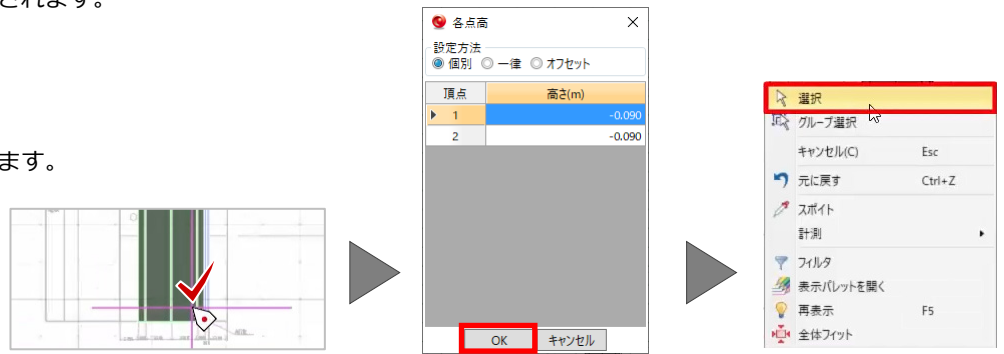 されます。
ます。
各点高
設定方法
個別 一律 オフセット
頂点 高さ(m)
1 -0.090
2 -0.090
OK キャンセル
選択
グループ選択
キャンセル(C) Esc
元に戻す Ctrl+Z
スポイト
計測
フィルタ
表示パレットを開く
再表示 F5
全体フィット